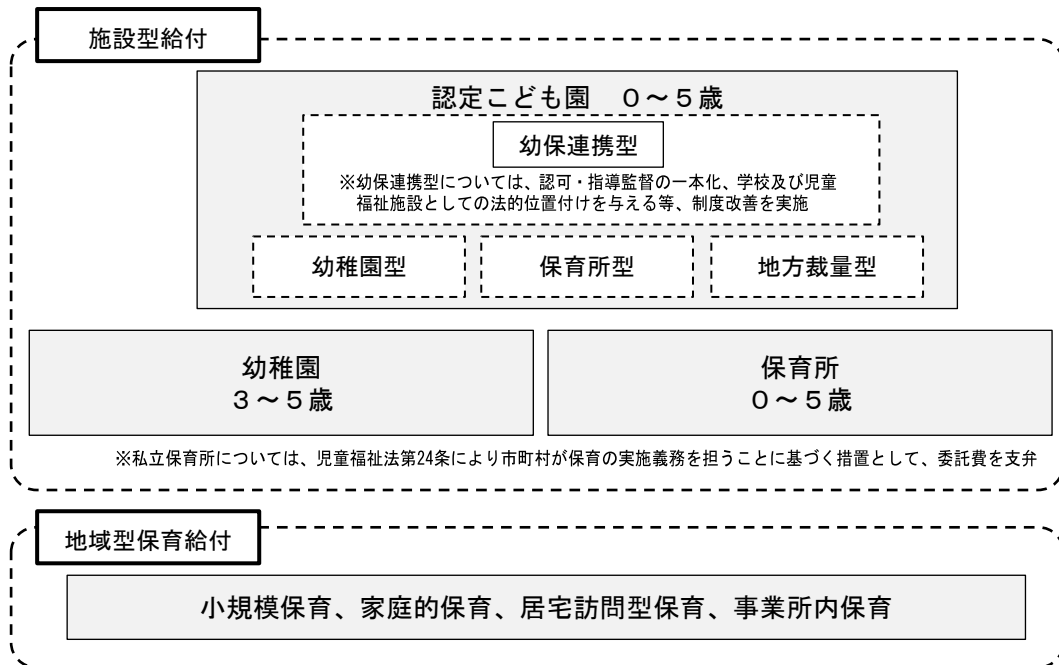 施設型給付
認定こども園　０～５歳
幼保連携型
※幼保連携型については、認可・指導監督の一本化、学校及び児童
福祉施設としての法的位置付けを与える等、制度改善を実施
幼稚園型
保育所型
地方裁量型
幼稚園
３～５歳
保育所
０～５歳
※私立保育所については、児童福祉法第24条により市町村が保育の実施義務を担うことに基づく措置として、委託費を支弁
地域型保育給付
小規模保育、家庭的保育、居宅訪問型保育、事業所内保育